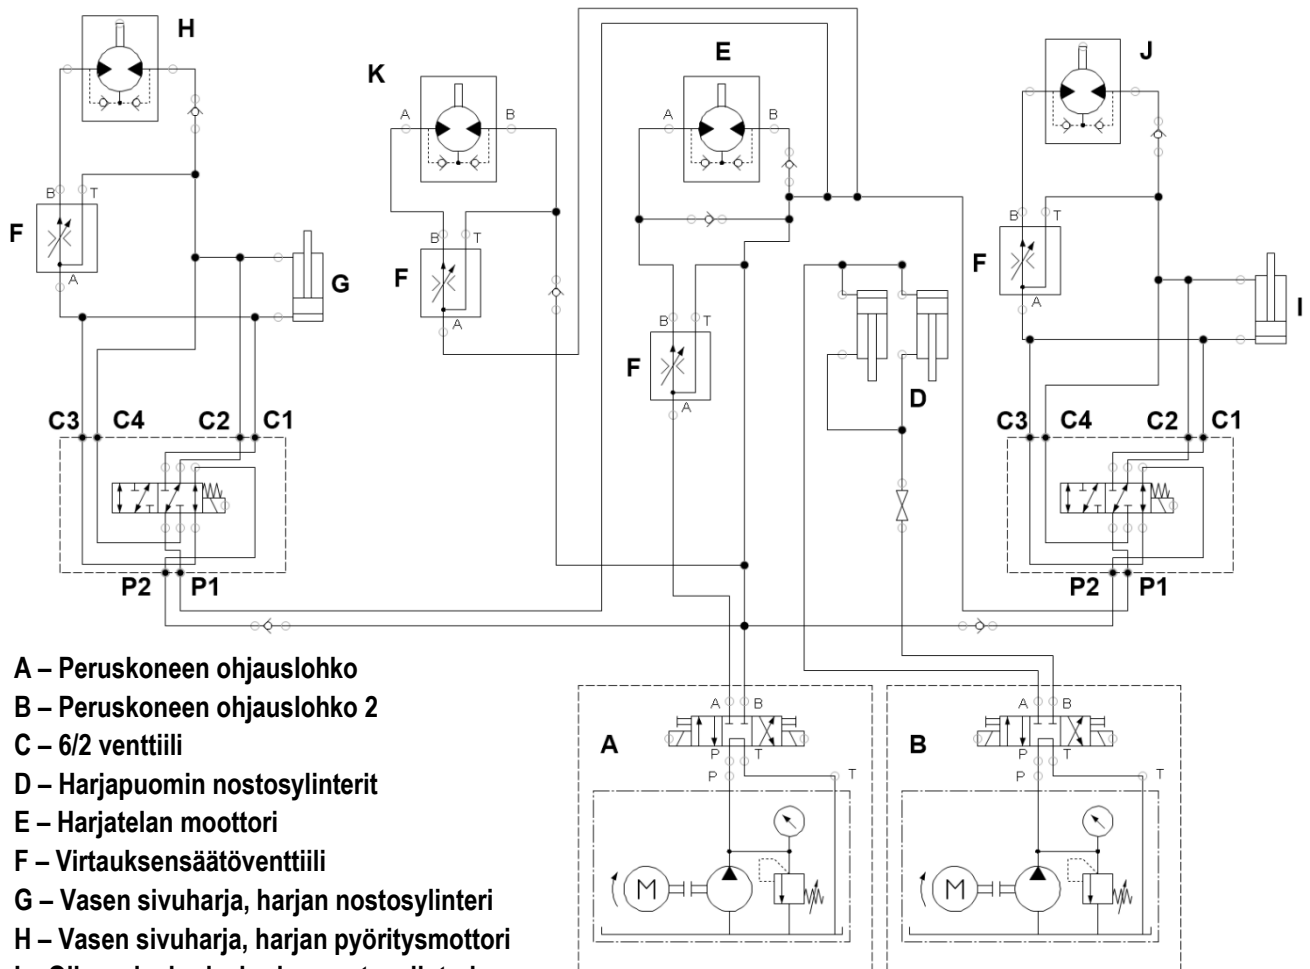 H
K
E
J
A
B
A
B
B
T
F
A
G
B
T
F
A
B
T
F
A
B
T
F
A
I
D
C3 C4 C2 C1
C3 C4 C2 C1
P2 P1
P2 P1
A – Peruskoneen ohjauslohko
B – Peruskoneen ohjauslohko 2
C – 6/2 venttiili
D – Harjapuomin nostosylinterit
E – Harjatelan moottori
F – Virtauksensäätöventtiili
G – Vasen sivuharja, harjan nostosylinteri
H – Vasen sivuharja, harjan pyöritysmottori
A B
A
P T
P
T
M
A B
B
P T
P
T
M